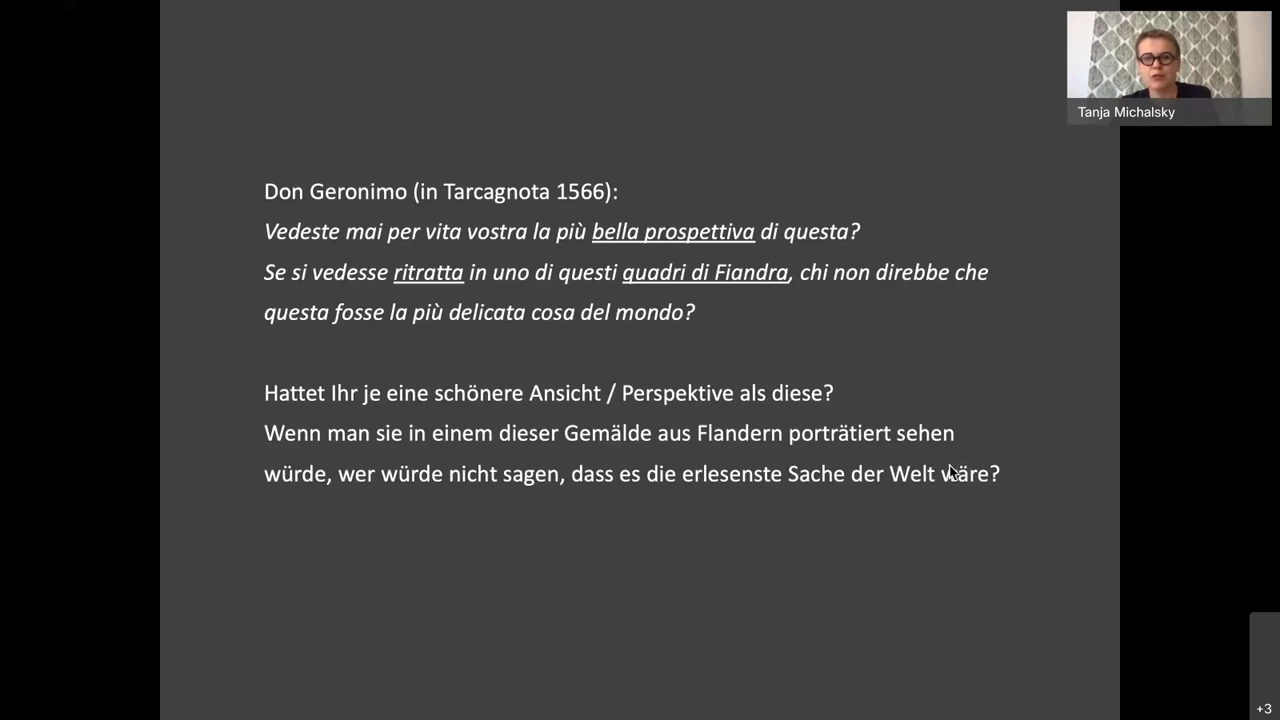 Tanja Michalsky
Don Geronimo (in Tarcagnota 1566):
Vedeste mai per vita vostra la più bella prospettiva di questa?
Se si vedesse ritratta in uno di questi quadri di Fiandra, chi non direbbe che
questa fosse la più delicata cosa del mondo?
Hattet Ihr je eine schönere Ansicht / Perspektive als diese?
Wenn man sie in einem dieser Gemälde aus Flandern porträtiert sehen
würde, wer würde nicht sagen, dass es die erlesenste Sache der Welt wäre?
+3